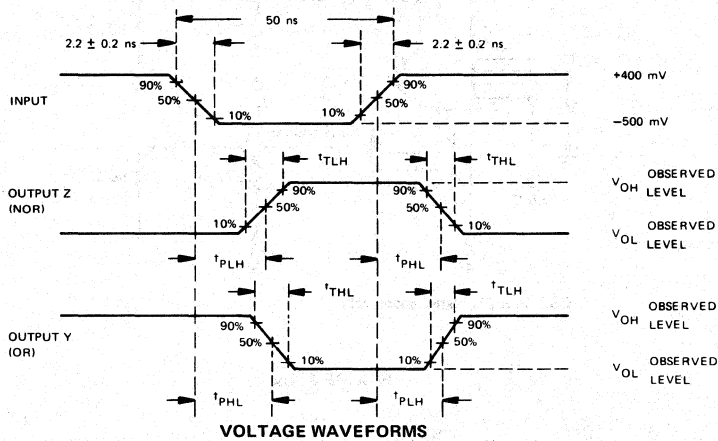 50 ns
2.2 ± 0.2 ns
2.2 ± 0.2 ns
INPUT
90%
50%
10%
90%
50%
10%
+400 mV
−500 mV
tTLH
tTHL
OUTPUT Z
(NOR)
90%
50%
10%
90%
50%
10%
VOH OBSERVED
LEVEL
VOL OBSERVED
LEVEL
tPLH
tPHL
tTHL
tTLH
OUTPUT Y
(OR)
90%
50%
10%
90%
50%
10%
VOH OBSERVED
LEVEL
VOL OBSERVED
LEVEL
tPHL
tPLH
VOLTAGE WAVEFORMS